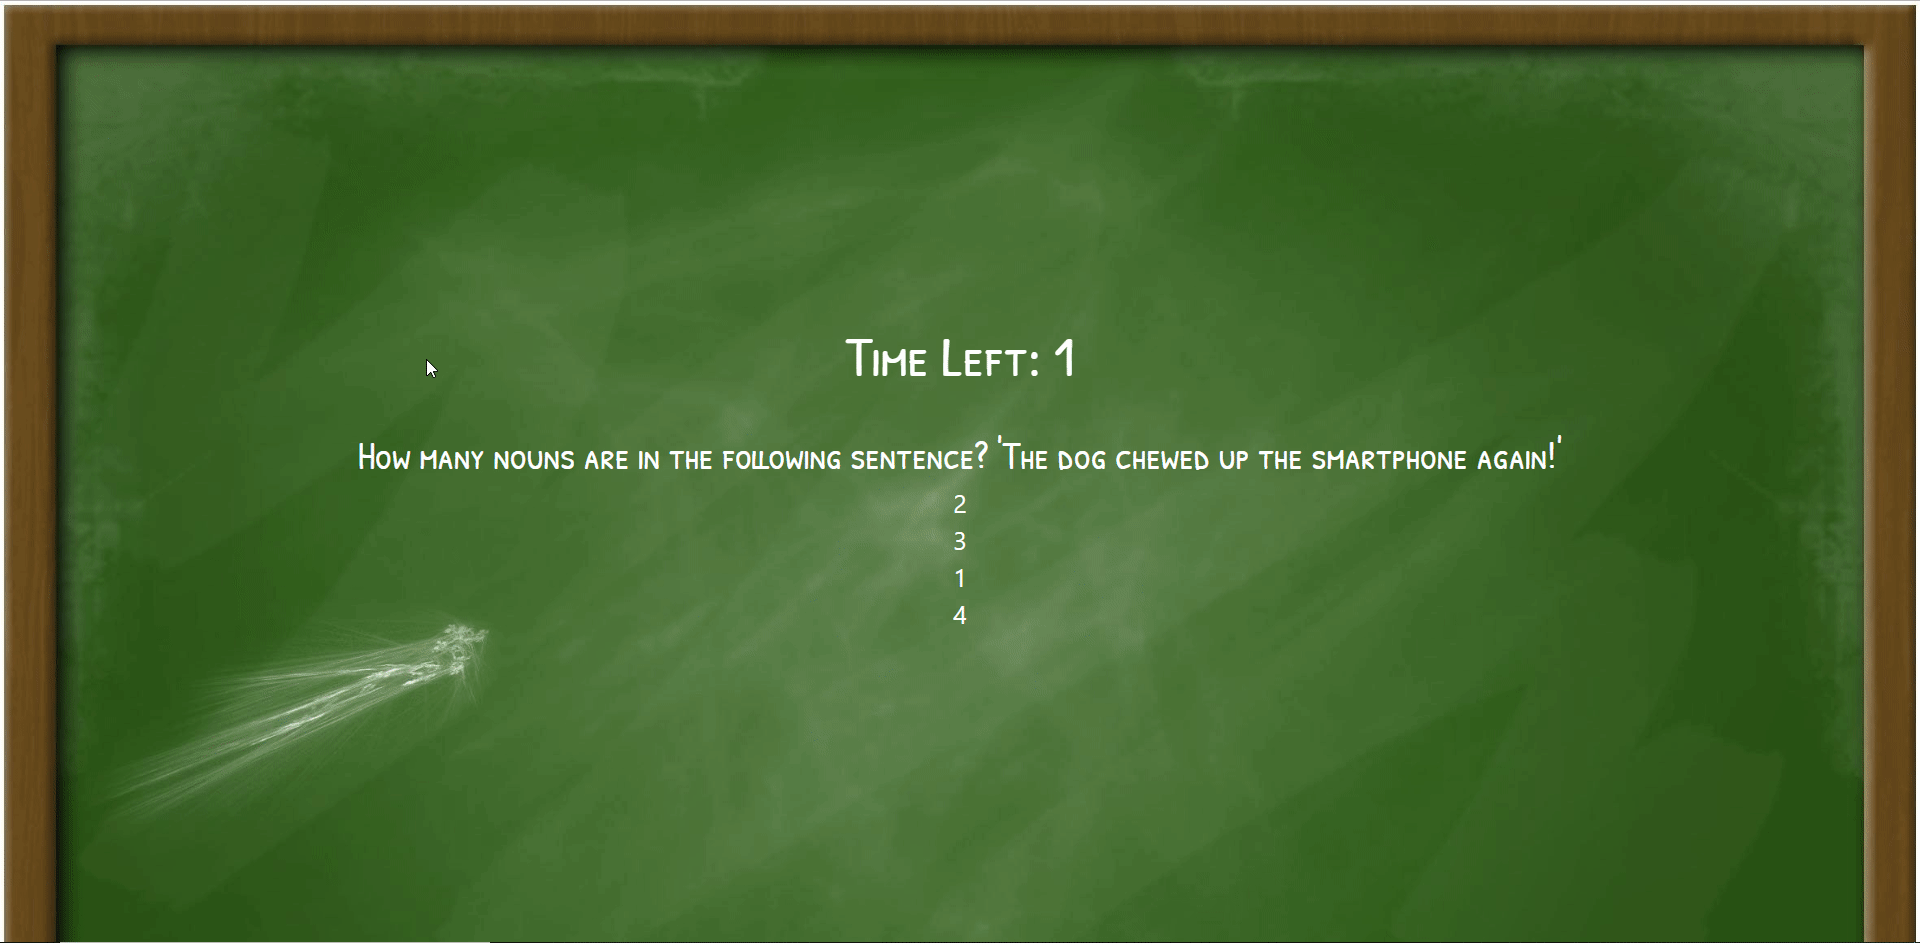 Time Left: 1
How many nouns are in the following sentence? 'The dog chewed up the smartphone again!'
2
3
1
4